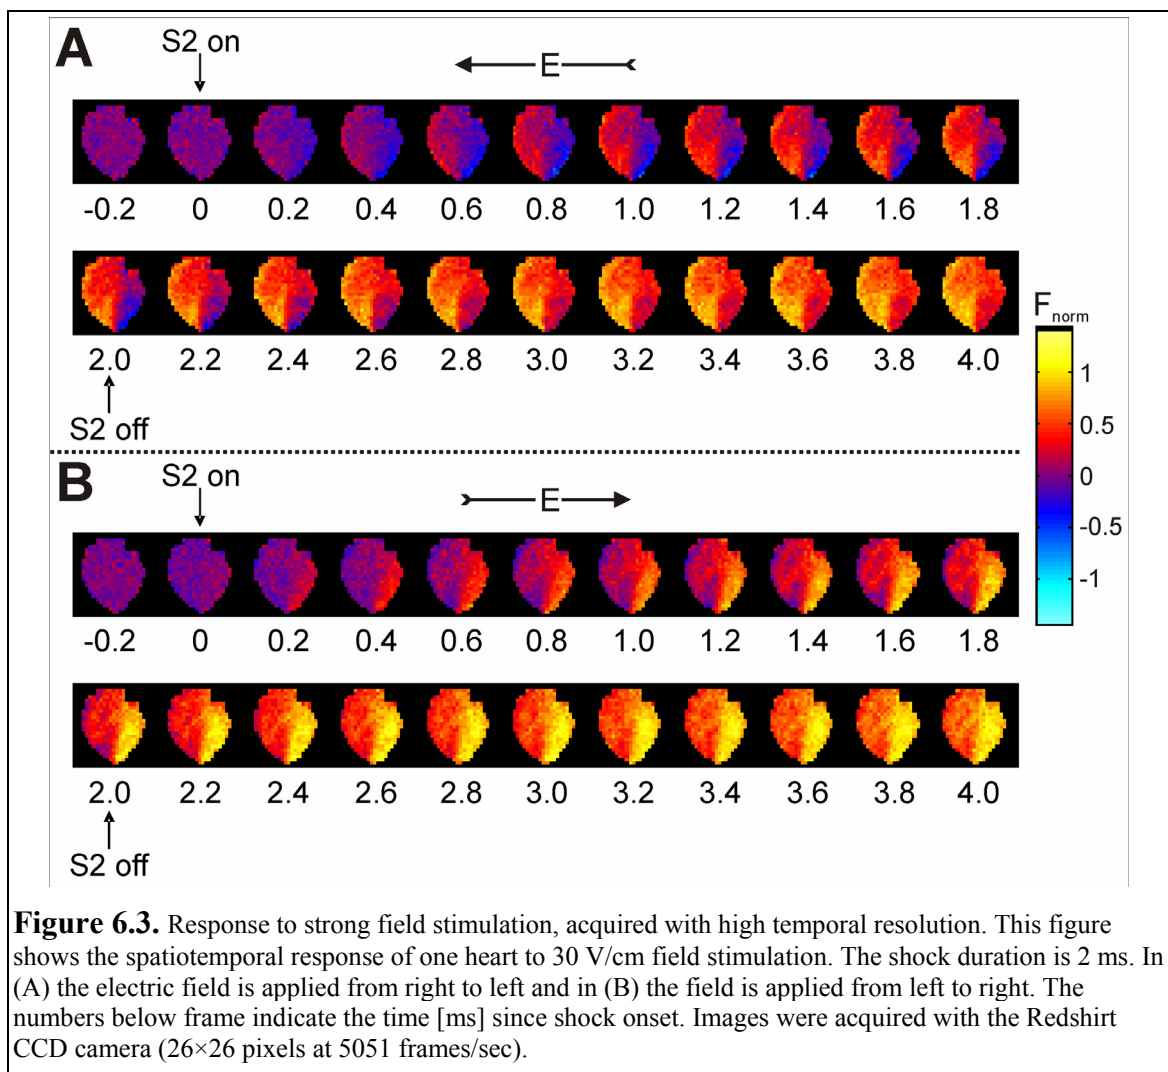 A
S2 on
E
-0.2 0 0.2 0.4 0.6 0.8 1.0 1.2 1.4 1.6 1.8
2.0 2.2 2.4 2.6 2.8 3.0 3.2 3.4 3.6 3.8 4.0
S2 off
F norm
1
0.5
0
-0.5
-1
B
S2 on
E
-0.2 0 0.2 0.4 0.6 0.8 1.0 1.2 1.4 1.6 1.8
2.0 2.2 2.4 2.6 2.8 3.0 3.2 3.4 3.6 3.8 4.0
S2 off
Figure 6.3. Response to strong field stimulation, acquired with high temporal resolution. This figure
shows the spatiotemporal response of one heart to 30 V/cm field stimulation. The shock duration is 2 ms. In
(A) the electric field is applied from right to left and in (B) the field is applied from left to right. The
numbers below frame indicate the time [ms] since shock onset. Images were acquired with the Redshirt
CCD camera (26×26 pixels at 5051 frames/sec).